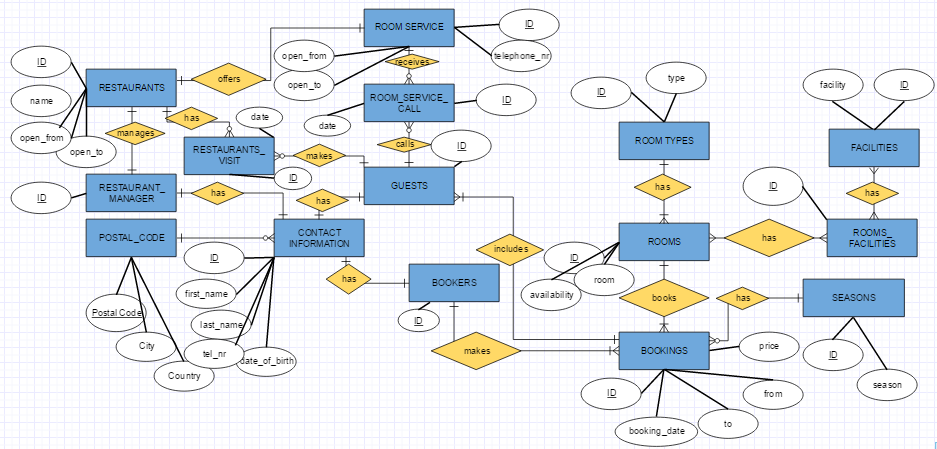 ROOM SERVICE
ID
open_from
telephone_nr
receives
ID
RESTAURANTS
offers
open_to
type
facility
ID
name
ROOM_SERVICE_
CALL
ID
ID
has
date
date
open_from
manages
ROOM TYPES
FACILITIES
open_to
RESTAURANTS_
VISIT
makes
calls
ID
ID
GUESTS
has
has
ID
ID
RESTAURANT_
MANAGER
has
has
POSTAL_CODE
CONTACT
INFORMATION
includes
ROOMS
has
ROOMS_
FACILITIES
ID
ID
has
BOOKERS
room
availability
first_name
books
has
SEASONS
Postal Code
last_name
ID
City
tel_nr
date_of_birth
makes
BOOKINGS
price
ID
Country
ID
from
season
booking_date
to